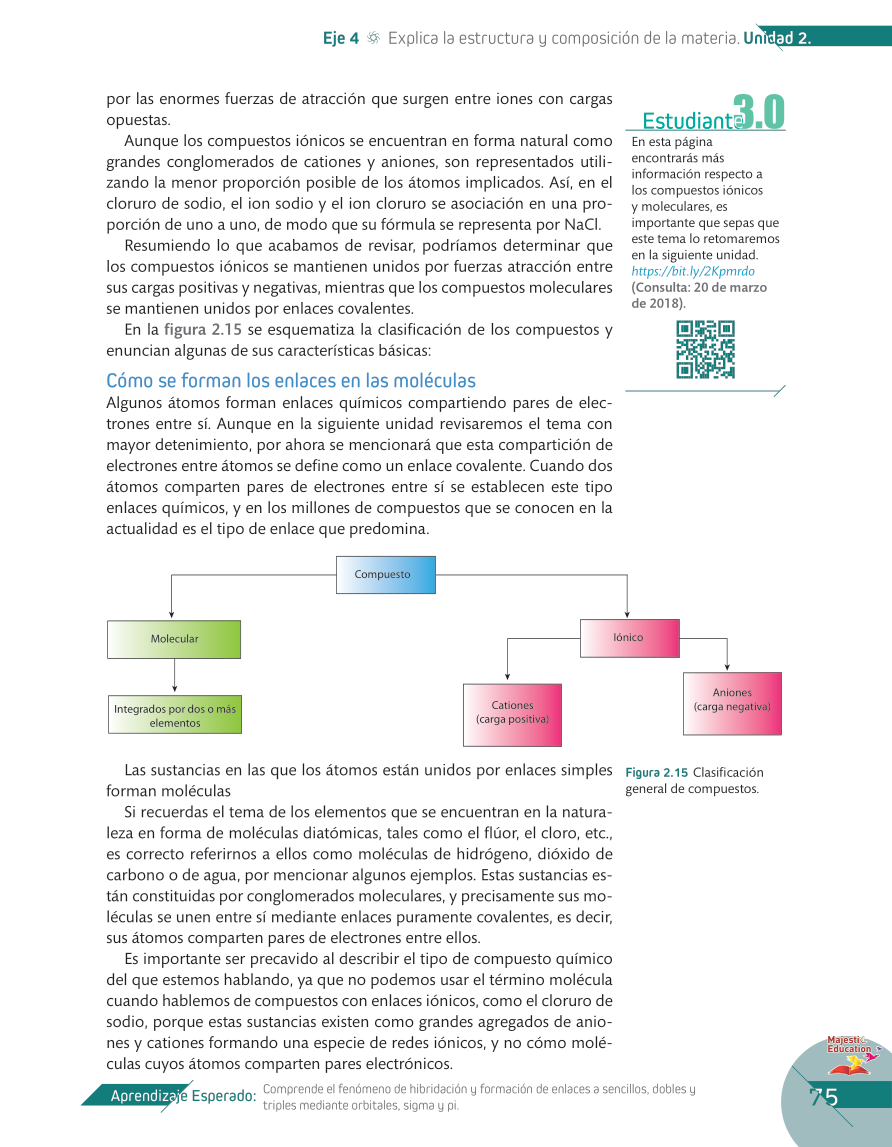 Eje 4 Explica la estructura y composición de la materia. Unidad 2.
por las enormes fuerzas de atracción que surgen entre iones con cargas
opuestas.
Aunque los compuestos iónicos se encuentran en forma natural como
grandes conglomerados de cationes y aniones, son representados utili-
zando la menor proporción posible de los átomos implicados. Así, en el
cloruro de sodio, el ion sodio y el ion cloruro se asociación en una pro-
porción de uno a uno, de modo que su fórmula se representa por NaCl.
Resumiendo lo que acabamos de revisar, podríamos determinar que
los compuestos iónicos se mantienen unidos por fuerzas atracción entre
sus cargas positivas y negativas, mientras que los compuestos moleculares
se mantienen unidos por enlaces covalentes.
En la figura 2.15 se esquematiza la clasificación de los compuestos y
enuncian algunas de sus características básicas:
Estudiant@ 3.0
En esta página
encontrarás más
información respecto a
los compuestos iónicos
y moleculares, es
importante que sepas que
este tema lo retomaremos
en la siguiente unidad.
https://bit.ly/2Kpmrdo
(Consulta: 20 de marzo
de 2018).
Cómo se forman los enlaces en las moléculas
Algunos átomos forman enlaces químicos compartiendo pares de elec-
trones entre sí. Aunque en la siguiente unidad revisaremos el tema con
mayor detenimiento, por ahora se mencionará que esta compartición de
electrones entre átomos se define como un enlace covalente. Cuando dos
átomos comparten pares de electrones entre sí se establecen este tipo
enlaces químicos, y en los millones de compuestos que se conocen en la
actualidad es el tipo de enlace que predomina.
Compuesto
Molecular
Iónico
Integrados por dos o más
elementos
Cationes
(carga positiva)
Aniones
(carga negativa)
Las sustancias en las que los átomos están unidos por enlaces simples
forman moléculas
Figura 2.15 Clasificación
general de compuestos.
Si recuerdas el tema de los elementos que se encuentran en la natura-
leza en forma de moléculas diatómicas, tales como el flúor, el cloro, etc.,
es correcto referirnos a ellos como moléculas de hidrógeno, dióxido de
carbono o de agua, por mencionar algunos ejemplos. Estas sustancias es-
tán constituidas por conglomerados moleculares, y precisamente sus mo-
léculas se unen entre sí mediante enlaces puramente covalentes, es decir,
sus átomos comparten pares de electrones entre ellos.
Es importante ser precavido al describir el tipo de compuesto químico
del que estemos hablando, ya que no podemos usar el término molécula
cuando hablemos de compuestos con enlaces iónicos, como el cloruro de
sodio, porque estas sustancias existen como grandes agregados de anio-
nes y cationes formando una especie de redes iónicos, y no cómo molé-
culas cuyos átomos comparten pares electrónicos.
Majestic
Education
Aprendizaje Esperado: Comprende el fenómeno de hibridación y formación de enlaces a sencillos, dobles y
triples mediante orbitales, sigma y pi.
75